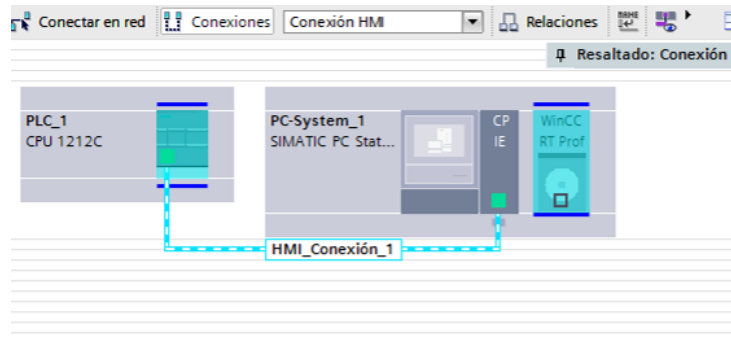 Conectar en red Conexiones Conexión HMI Relaciones
Resaltado: Conexión
PLC_1
CPU 1212C
PC-System_1
SIMATIC PC Stat...
CP
IE
WinCC
RT Prof
HMI_Conexión_1